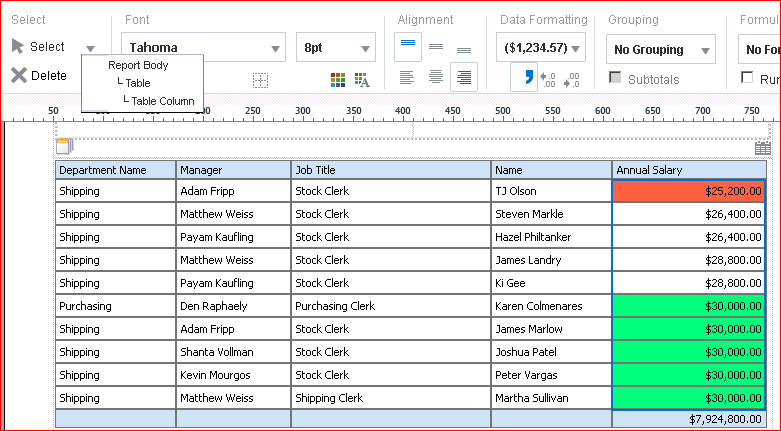 Select Font Alignment Data Formatting Grouping Formul
Select Tahoma 8pt ($1,234.57) No Grouping No For
Report Body
Delete Table Subtotals Run
Table Column
50 100 150 200 250 300 350 400 450 500 550 600 650 700 750
Department Name Manager Job Title Name Annual Salary
Shipping Adam Fripp Stock Clerk TJ Olson $25,200.00
Shipping Matthew Weiss Stock Clerk Steven Markle $26,400.00
Shipping Payam Kaufling Stock Clerk Hazel Philtanker $26,400.00
Shipping Matthew Weiss Stock Clerk James Landry $28,800.00
Shipping Payam Kaufling Stock Clerk Ki Gee $28,800.00
Purchasing Den Raphaely Purchasing Clerk Karen Colmenares $30,000.00
Shipping Adam Fripp Stock Clerk James Marlow $30,000.00
Shipping Shanta Vollman Stock Clerk Joshua Patel $30,000.00
Shipping Kevin Mourgos Stock Clerk Peter Vargas $30,000.00
Shipping Matthew Weiss Shipping Clerk Martha Sullivan $30,000.00
$7,924,800.00